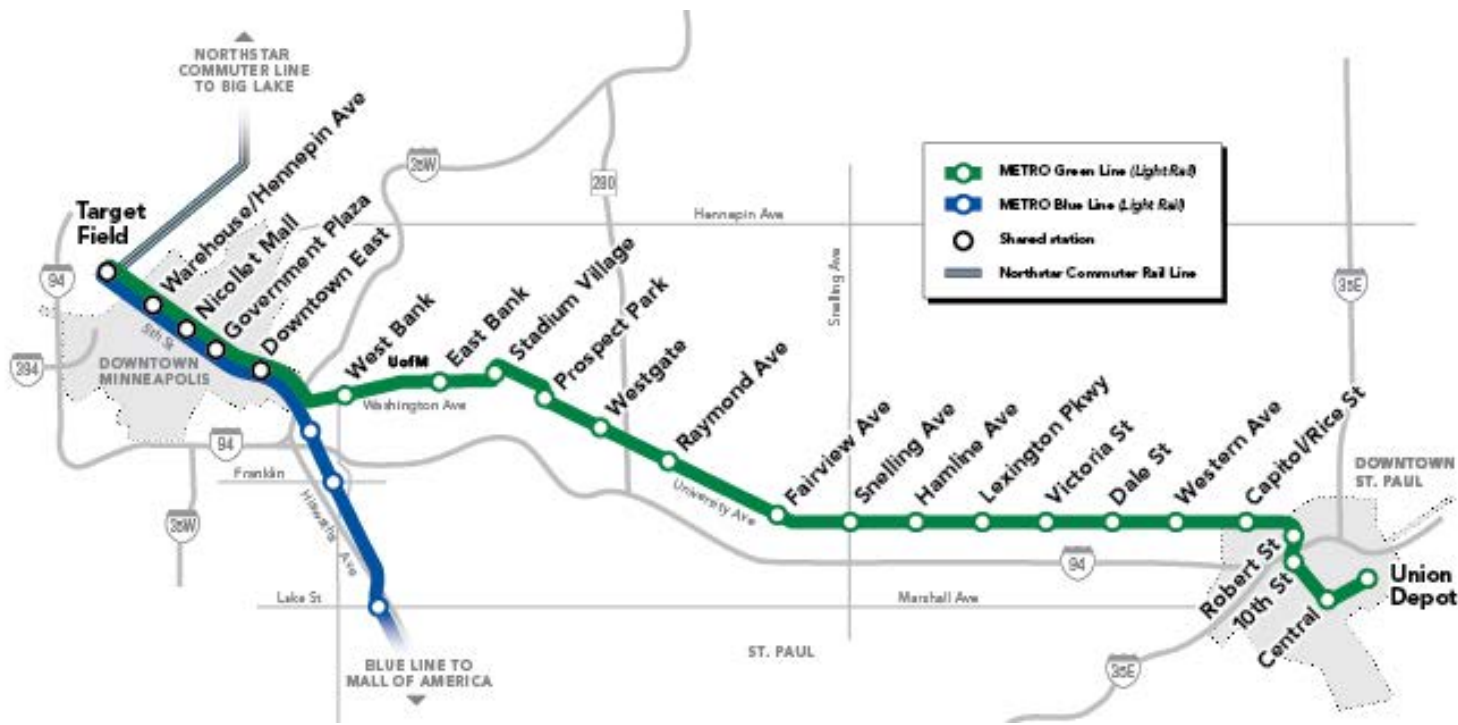 NORTHSTAR
COMMUTER LINE
TO BIG LAKE
Target
Field
Warehouse/Hennepin Ave
Nicollet Mall
Government Plaza
Downtown East
West Bank
UofM
East Bank
Stadium Village
Prospect Park
Westgate
Raymond Ave
Fairview Ave
Snelling Ave
Hamline Ave
Lexington Pkwy
Victoria St
Dale St
Western Ave
Capitol/Rice St
Robert St
10th St
Central
Union
Depot
METRO Green Line (Light Rail)
METRO Blue Line (Light Rail)
Shared station
Northstar Commuter Rail Line
35W
280
Hennepin Ave
Snelling Ave
35E
94
394
5th St
DOWNTOWN
MINNEAPOLIS
Washington Ave
94
Franklin
35W
Hiawatha Ave
University Ave
94
Lake St
Marshall Ave
DOWNTOWN
ST. PAUL
ST. PAUL
35E
BLUE LINE TO
MALL OF AMERICA